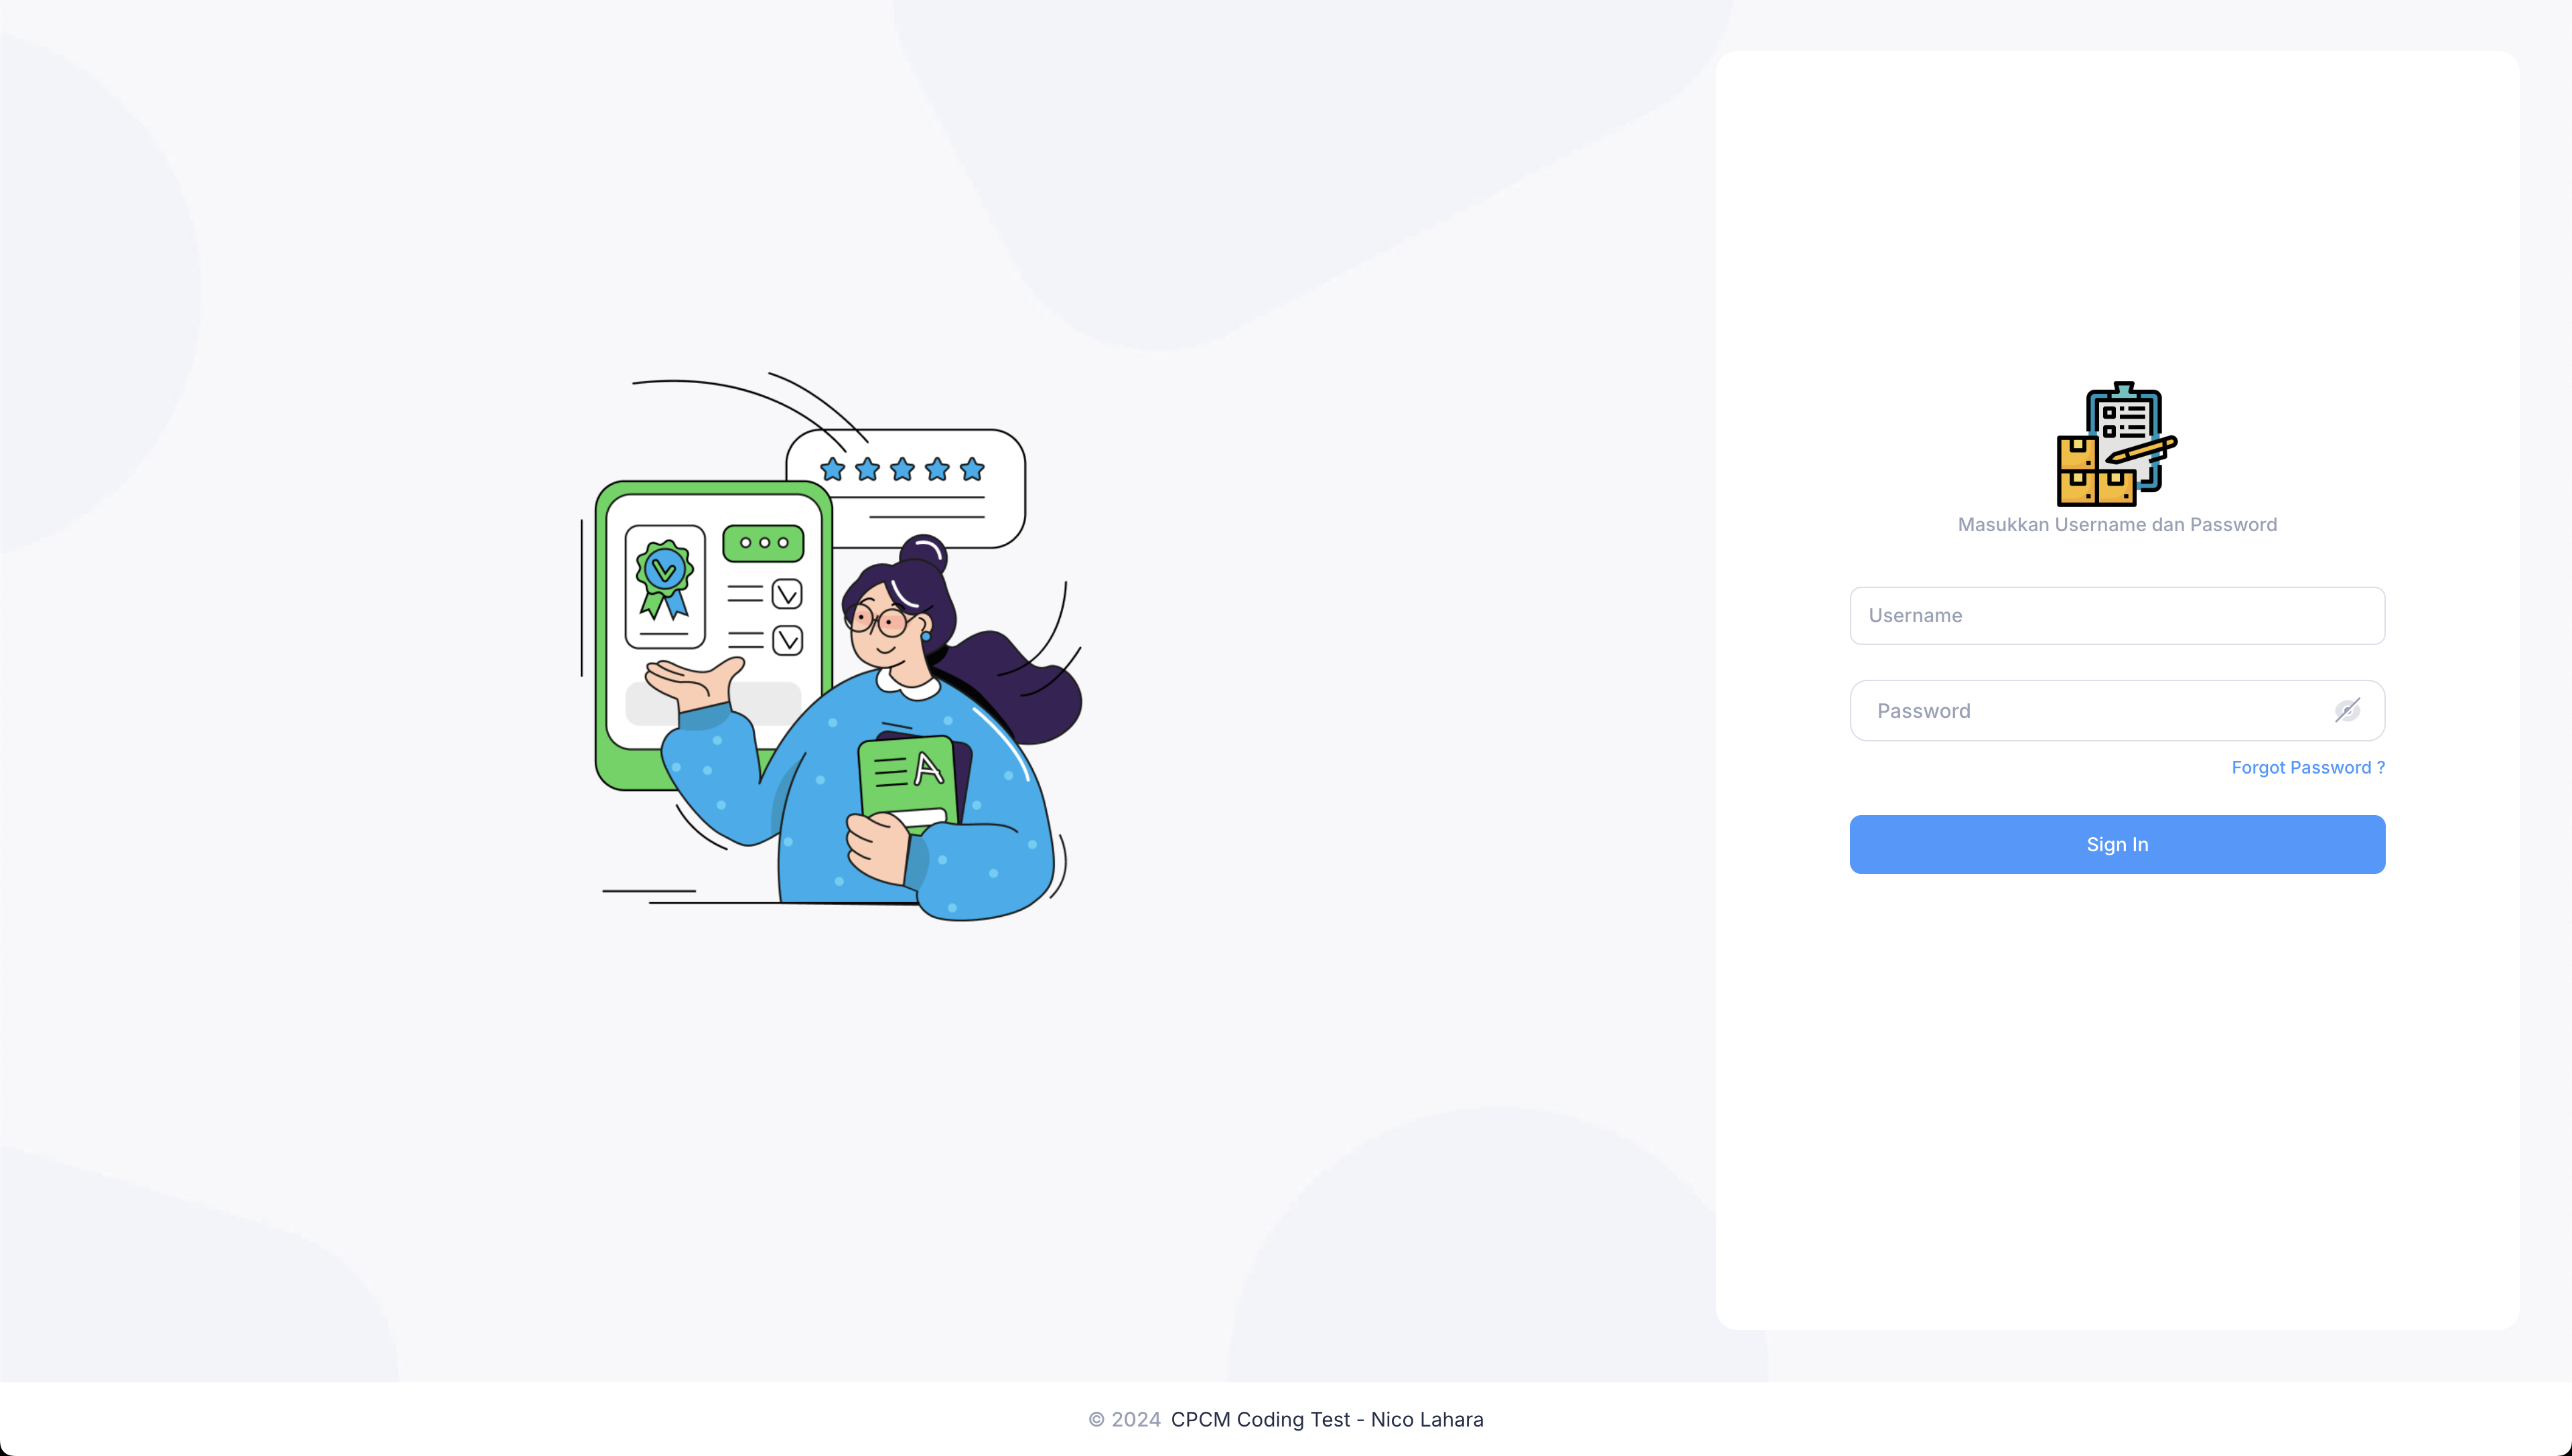 A
Masukkan Username dan Password
Username
Password
Forgot Password ?
Sign In
© 2024 CPCM Coding Test - Nico Lahara